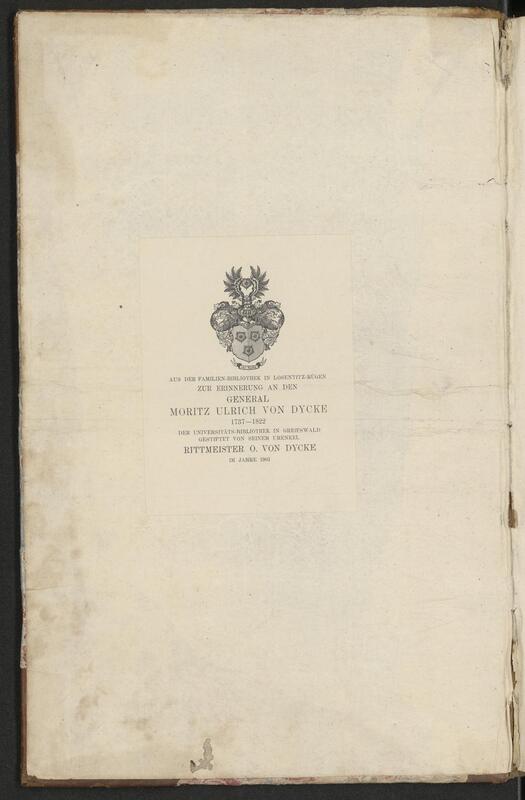 AUS DER FAMILIEN-BIBLIOTHEK IN LOSENTITZ-RÜGEN
ZUR ERINNERUNG AN DEN
GENERAL
MORITZ ULRICH VON DYCKE
1737—1822
DER UNIVERSITÄTS-BIBLIOTHEK IN GREIFSWALD
GESTIFTET VON SEINEM URENKEL
RITTMEISTER O. VON DYCKE
IM JAHRE